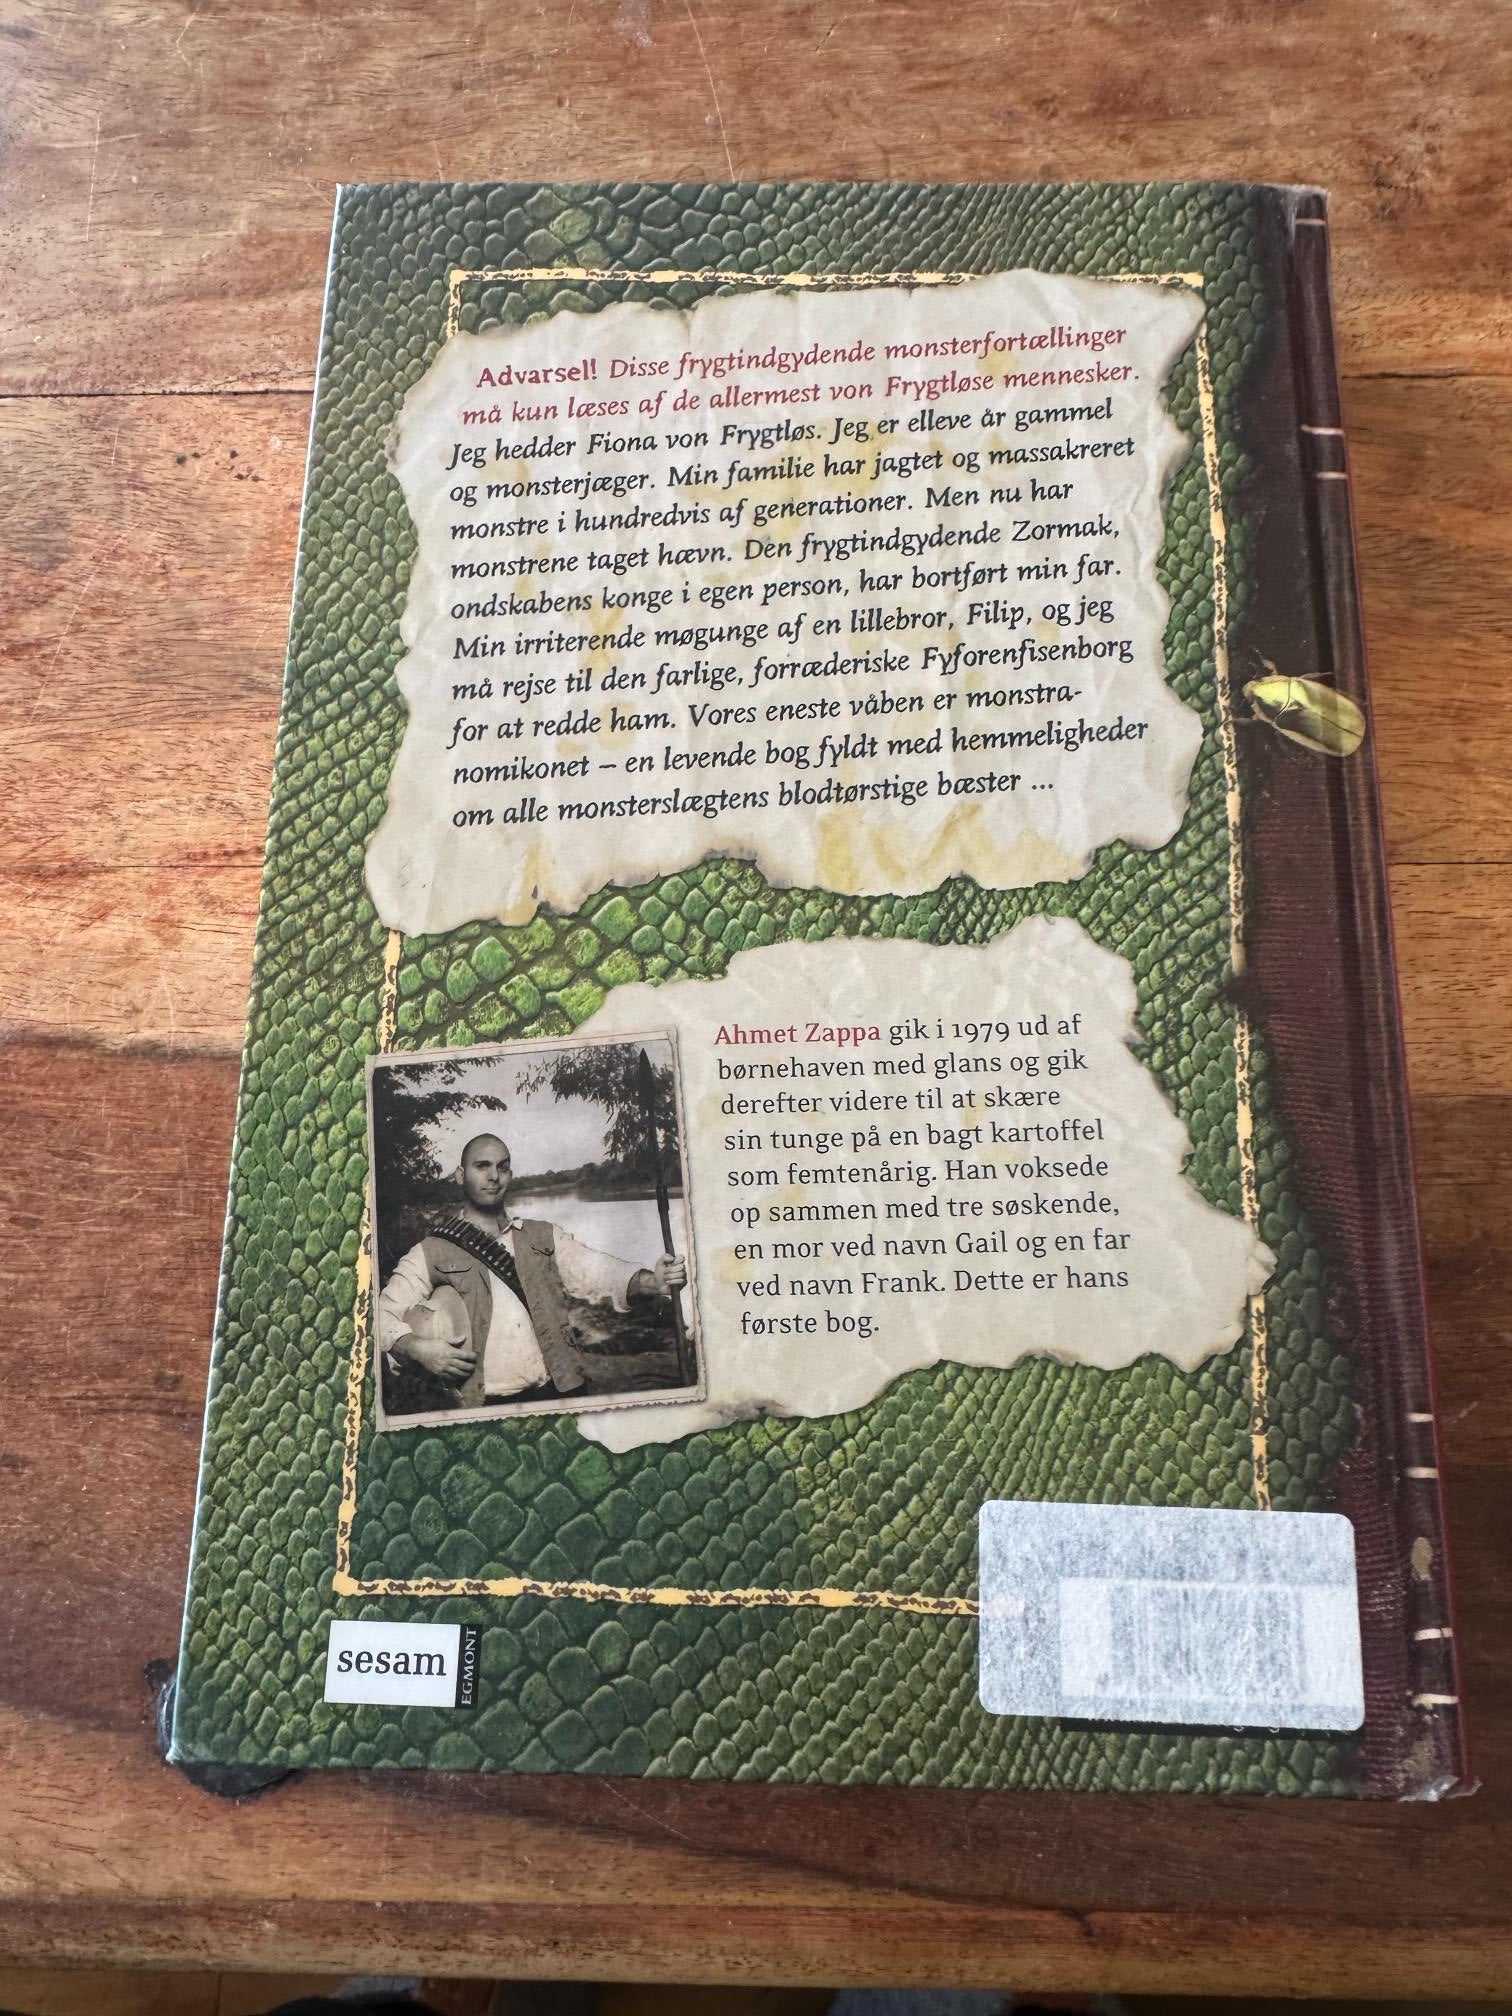 Advarsel! Disse frygtindgydende monsterfortællinger
må kun læses af de allermest von Frygtløse mennesker.
Jeg hedder Fiona von Frygtløs. Jeg er elleve år gammel
og monsterjæger. Min familie har jagtet og massakreret
monstre i hundredvis af generationer. Men nu har
monstrene taget hævn. Den frygtindgydende Zormak,
ondskabens konge i egen person, har bortført min far.
Min irriterende møgunge af en lillebror, Filip, og jeg
må rejse til den farlige, forræderiske Fyforenfisenborg
for at redde ham. Vores eneste våben er monstra-
nomikonet – en levende bog fyldt med hemmeligheder
om alle monsterslægtens blodtørstige bæster ...
Ahmet Zappa gik i 1979 ud af
børnehaven med glans og gik
derefter videre til at skære
sin tunge på en bagt kartoffel
som femtenårig. Han voksede
op sammen med tre søskende,
en mor ved navn Gail og en far
ved navn Frank. Dette er hans
første bog.
sesam
EGMONT